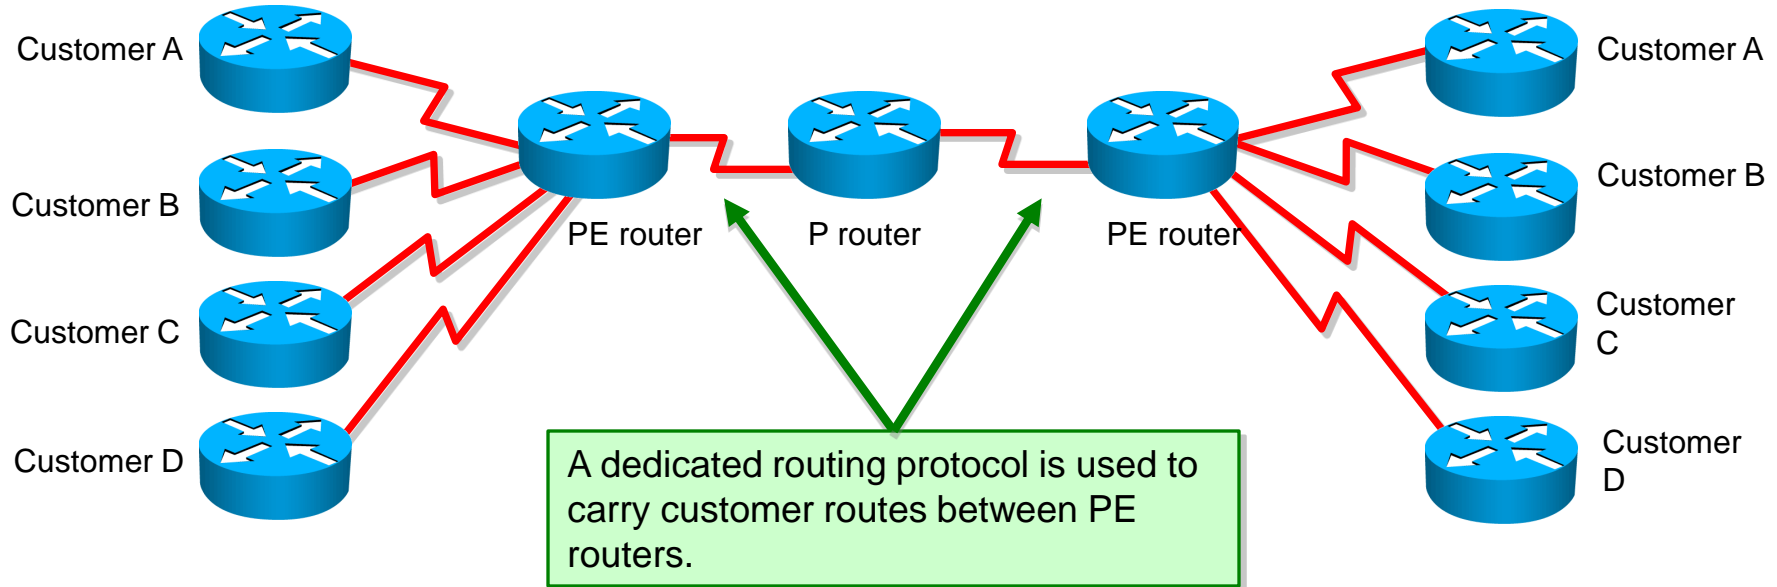 Customer A
Customer A
Customer B
Customer B
PE router
P router
PE router
Customer C
Customer
C
Customer D
Customer
D
A dedicated routing protocol is used to
carry customer routes between PE
routers.